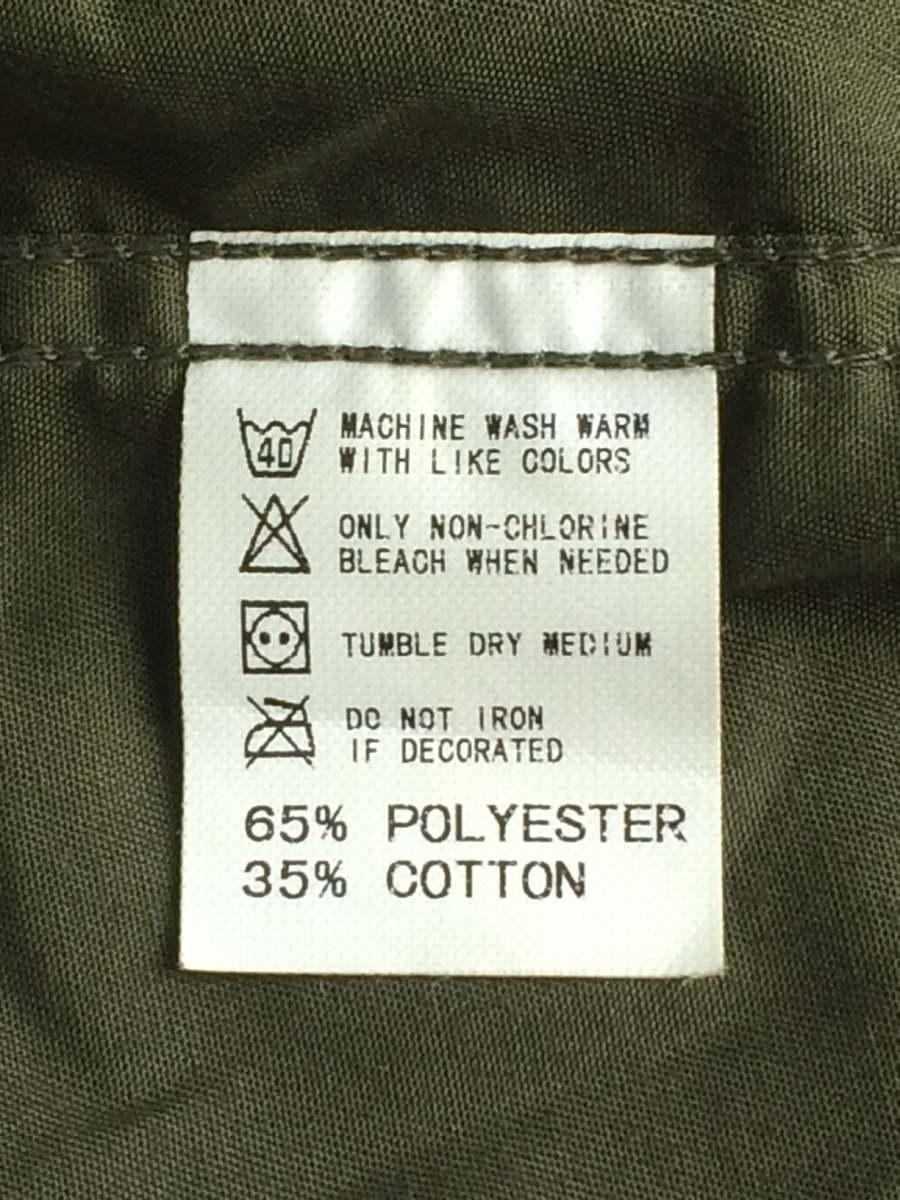 40 MACHINE WASH WARM
WITH LIKE COLORS
ONLY NON-CHLORINE
BLEACH WHEN NEEDED
TUMBLE DRY MEDIUM
DO NOT IRON
IF DECORATED
65% POLYESTER
35% COTTON